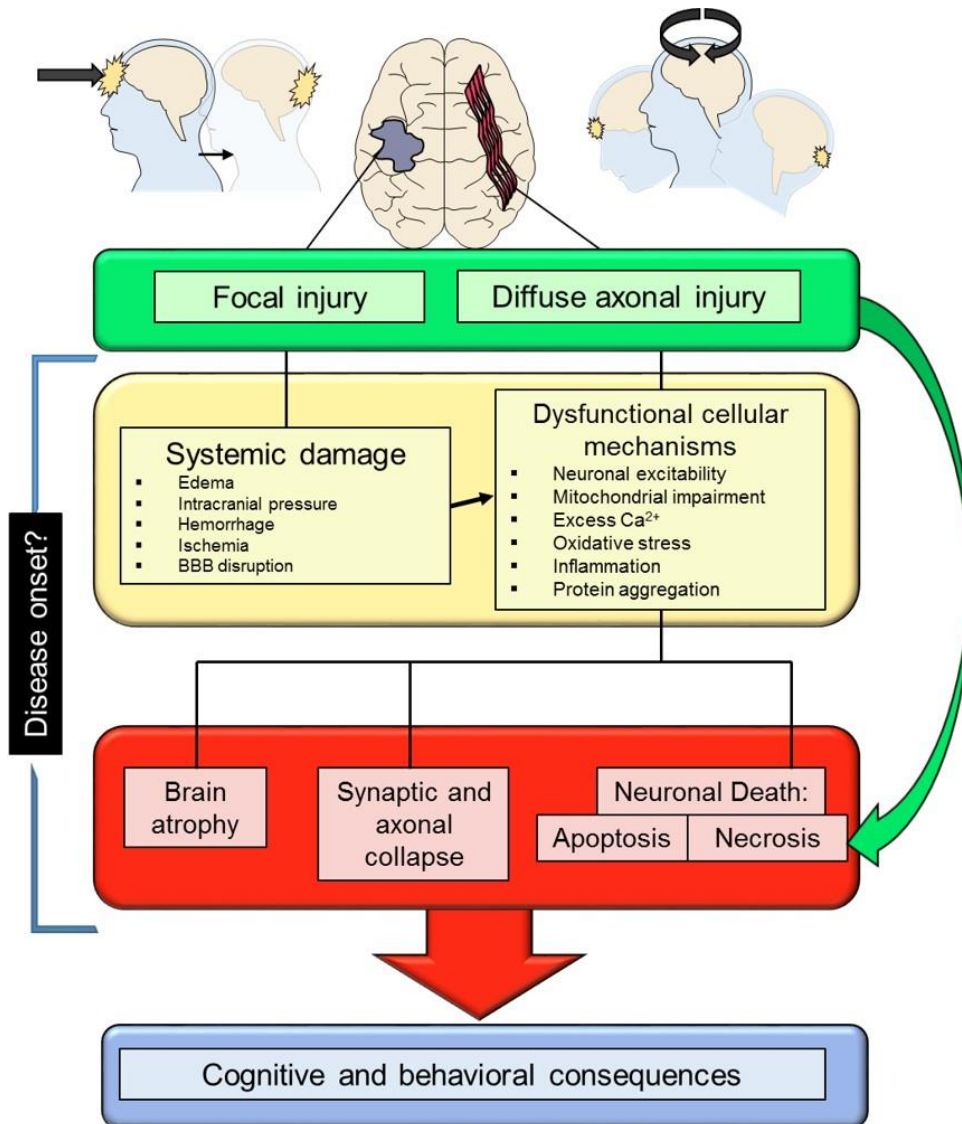 Focal injury
Diffuse axonal injury
Disease onset?
Systemic damage
▪ Edema
▪ Intracranial pressure
▪ Hemorrhage
▪ Ischemia
▪ BBB disruption
Dysfunctional cellular
mechanisms
▪ Neuronal excitability
▪ Mitochondrial impairment
▪ Excess Ca²⁺
▪ Oxidative stress
▪ Inflammation
▪ Protein aggregation
Brain
atrophy
Synaptic and
axonal
collapse
Neuronal Death:
Apoptosis
Necrosis
Cognitive and behavioral consequences